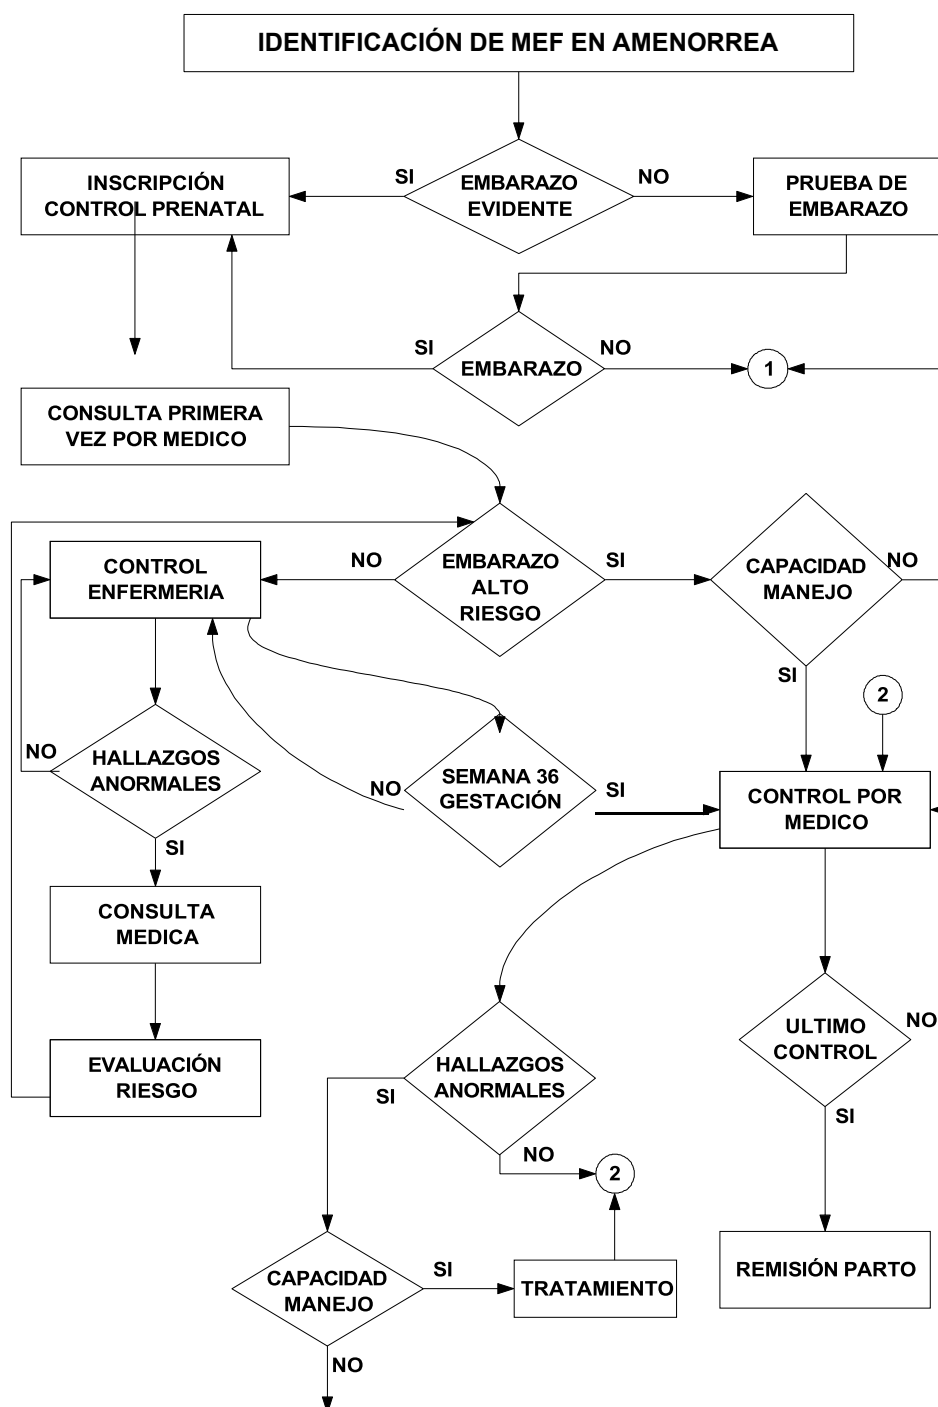 IDENTIFICACIÓN DE MEF EN AMENORREA
SI
EMBARAZO
EVIDENTE
NO
INSCRIPCIÓN
CONTROL PRENATAL
PRUEBA DE
EMBARAZO
SI
EMBARAZO
NO
1
CONSULTA PRIMERA
VEZ POR MEDICO
CONTROL
ENFERMERIA
NO
EMBARAZO
ALTO
RIESGO
SI
CAPACIDAD
MANEJO
NO
SI
2
NO
HALLAZGOS
ANORMALES
SI
NO
SEMANA 36
GESTACIÓN
SI
CONTROL POR
MEDICO
CONSULTA
MEDICA
EVALUACIÓN
RIESGO
HALLAZGOS
ANORMALES
SI
NO
2
ULTIMO
CONTROL
NO
SI
CAPACIDAD
MANEJO
SI
TRATAMIENTO
REMISIÓN PARTO
NO